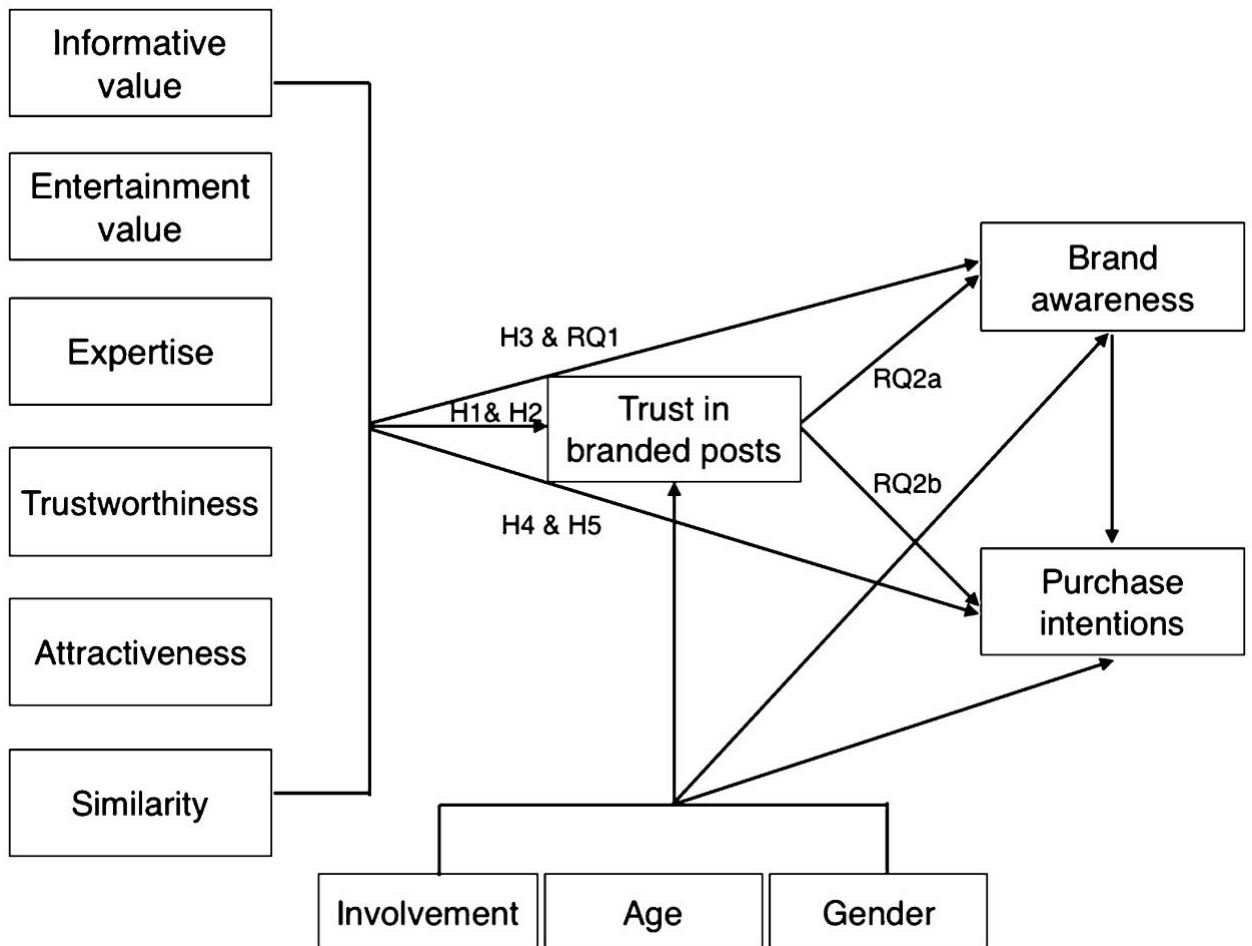 Informative
value
Entertainment
value
Expertise
Trustworthiness
Attractiveness
Similarity
H3 & RQ1
H1& H2
H4 & H5
Trust in
branded posts
RQ2a
RQ2b
Brand
awareness
Purchase
intentions
Involvement
Age
Gender